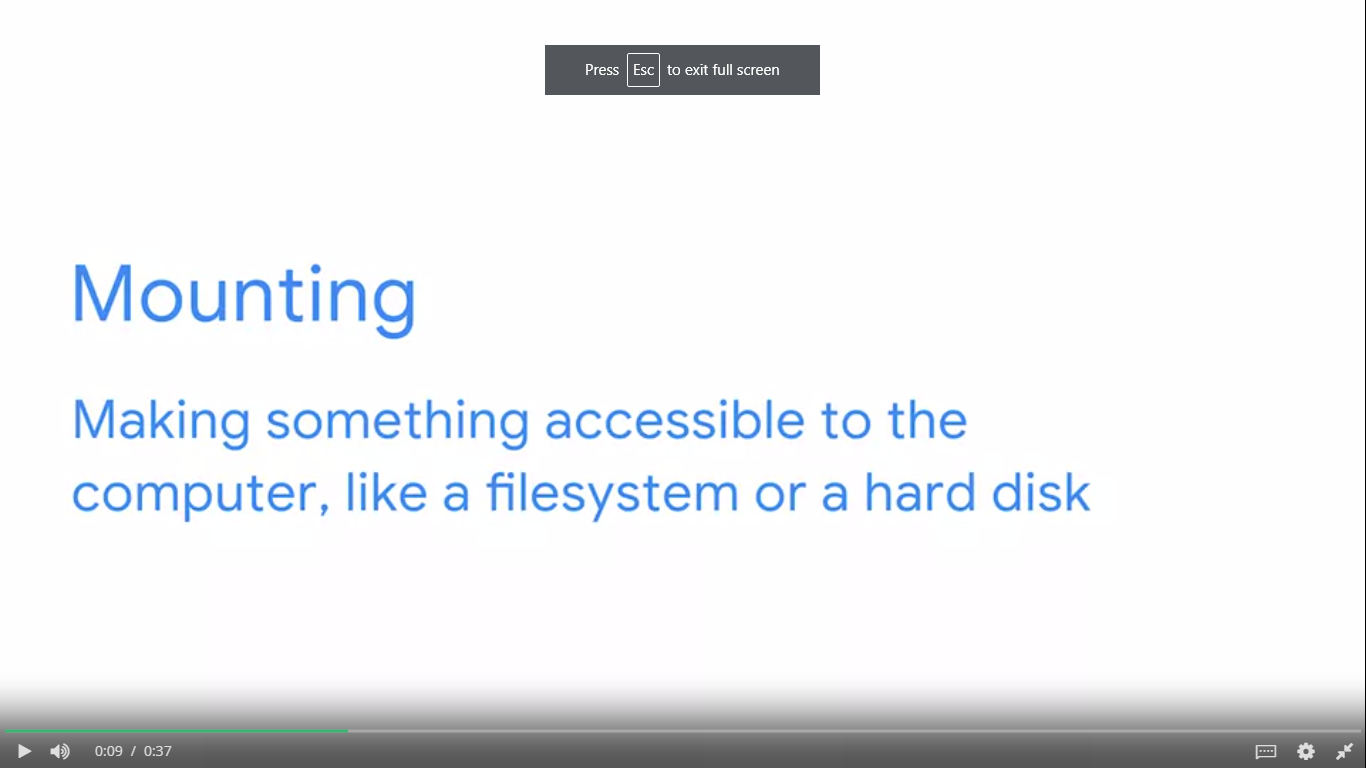 Press Esc to exit full screen
Mounting
Making something accessible to the
computer, like a filesystem or a hard disk
0:09 / 0:37